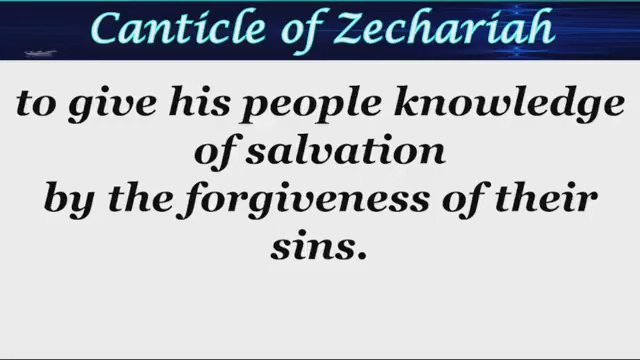 Canticle of Zechariah
to give his people knowledge
of salvation
by the forgiveness of their
sins.